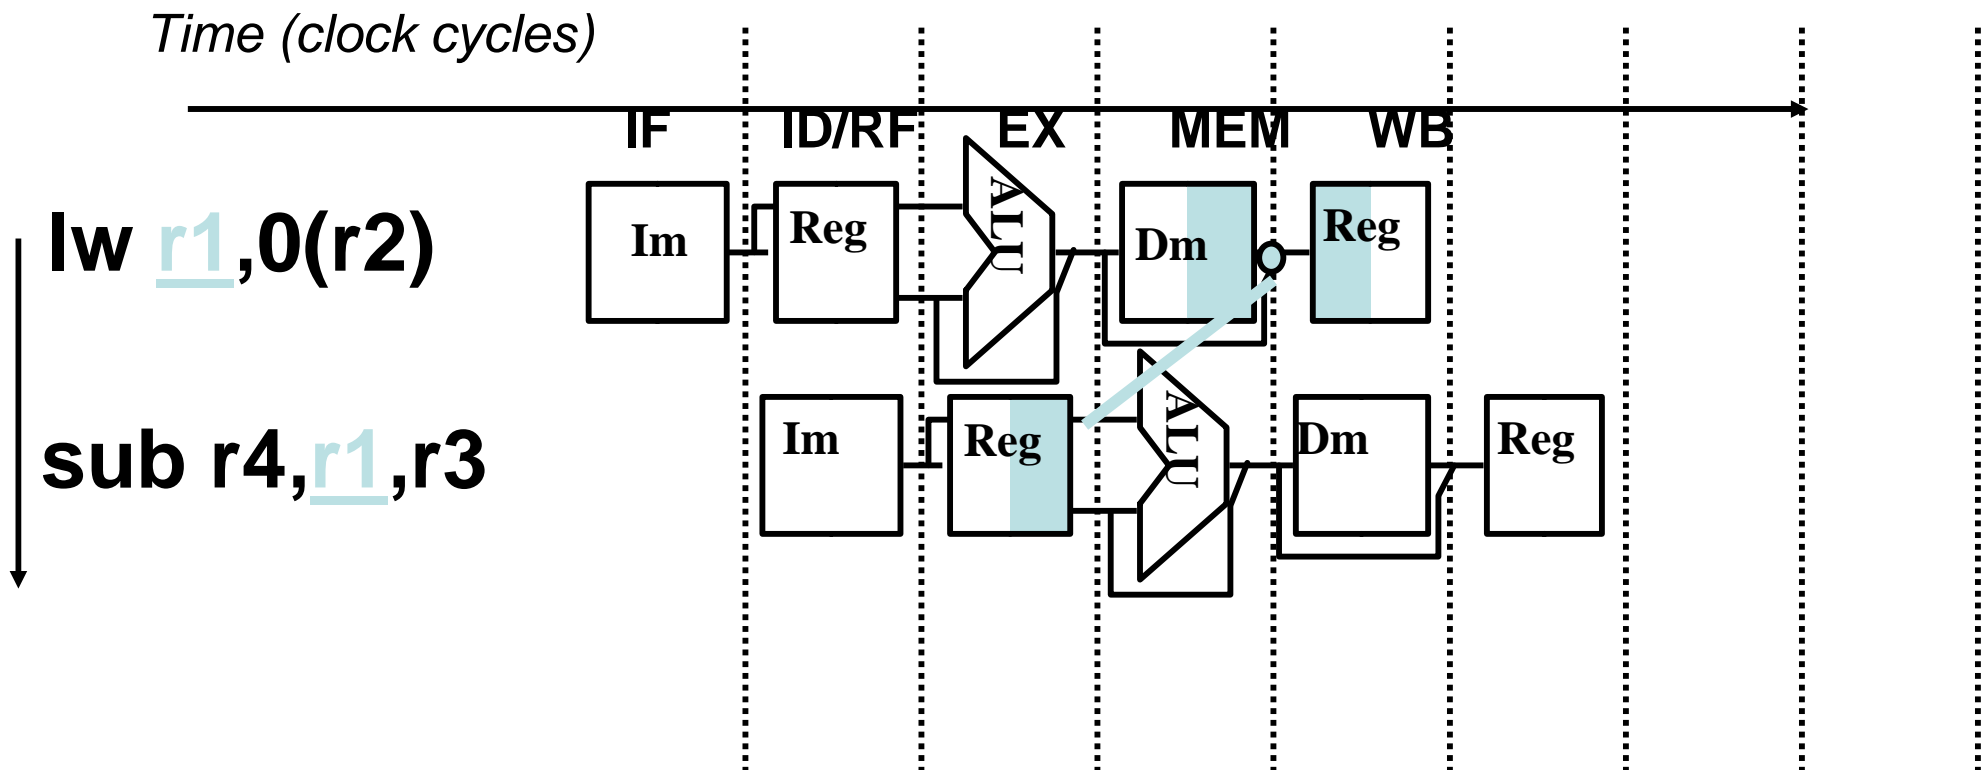 Time (clock cycles)
IF ID/RF EX MEM WB
lw r1,0(r2)
Im Reg ALU Dm Reg
sub r4,r1,r3
Im Reg ALU Dm Reg